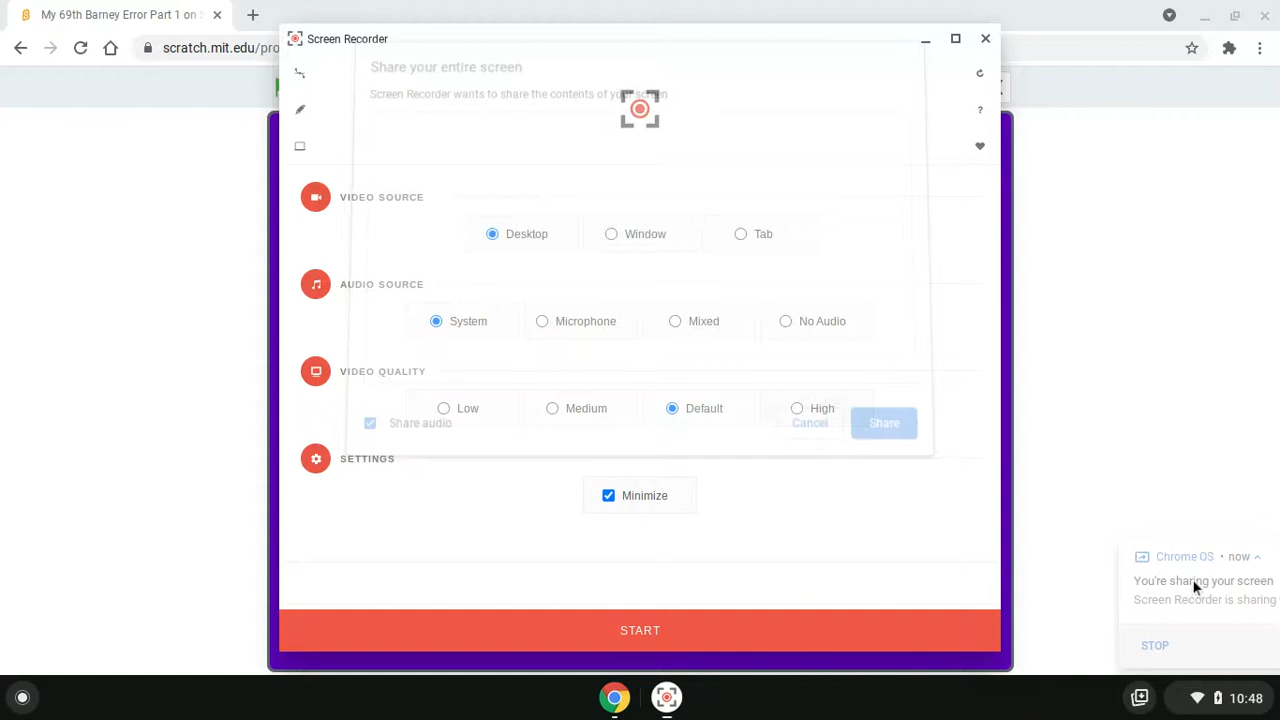 My 69th Barney Error Part 1 on S
scratch.mit.edu/pro
Screen Recorder
Share your entire screen
Screen Recorder wants to share the contents of your screen
?
VIDEO SOURCE
Desktop
Window
Tab
AUDIO SOURCE
System
Microphone
Mixed
No Audio
VIDEO QUALITY
Low
Medium
Default
High
Share audio
Cancel
Share
SETTINGS
Minimize
Chrome OS • now
You're sharing your screen
Screen Recorder is sharing
STOP
START
10:48